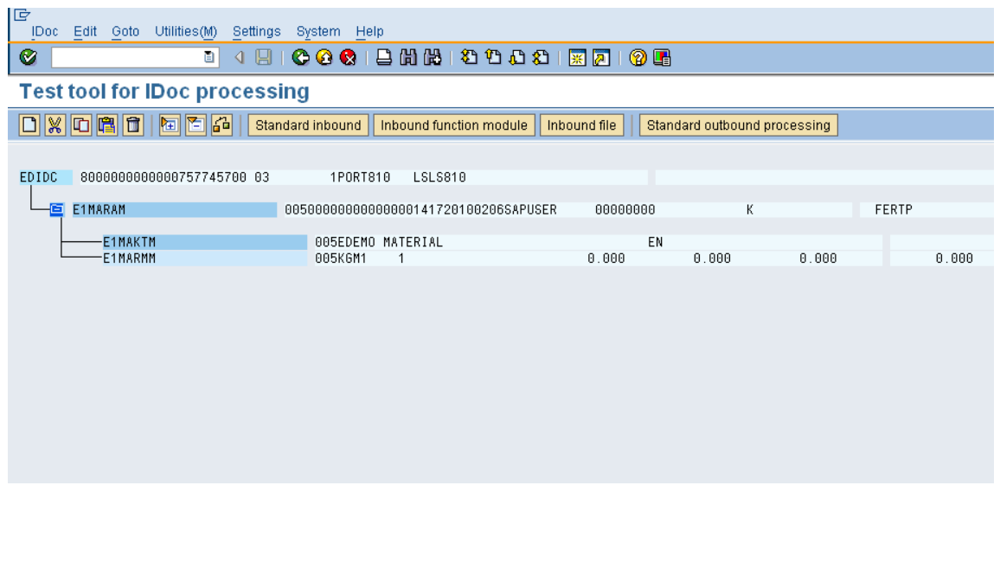 IDoc Edit Goto Utilities(M) Settings System Help
Test tool for IDoc processing
Standard inbound Inbound function module Inbound file Standard outbound processing
EDIDC 8000000000000757745700 03 1PORT810 LSLS810
E1MARAM 005000000000000001417201002​06SAPUSER 00000000 K FERTP
E1MAKTM 005EDEMO MATERIAL EN
E1MARMM 005KGM1 1 0.000 0.000 0.000 0.000